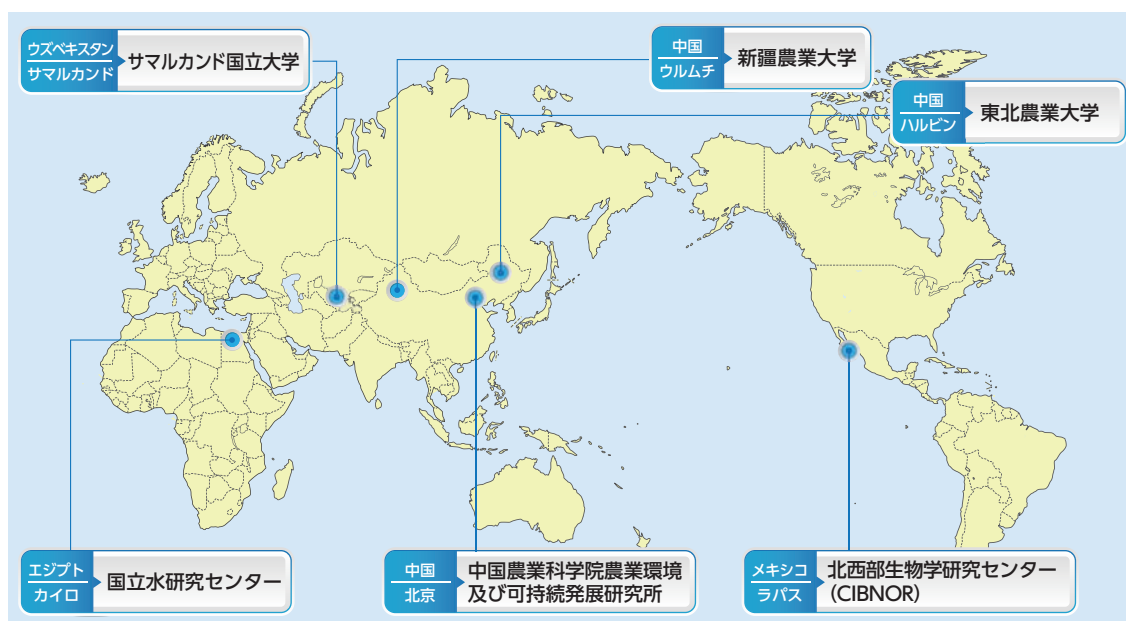 ウズベキスタン
サマルカンド
サマルカンド国立大学
中国
ウルムチ
新疆農業大学
中国
ハルビン
東北農業大学
エジプト
カイロ
国立水研究センター
中国
北京
中国農業科学院農業環境
及び可持続発展研究所
メキシコ
ラパス
北西部生物学研究センター
(CIBNOR)